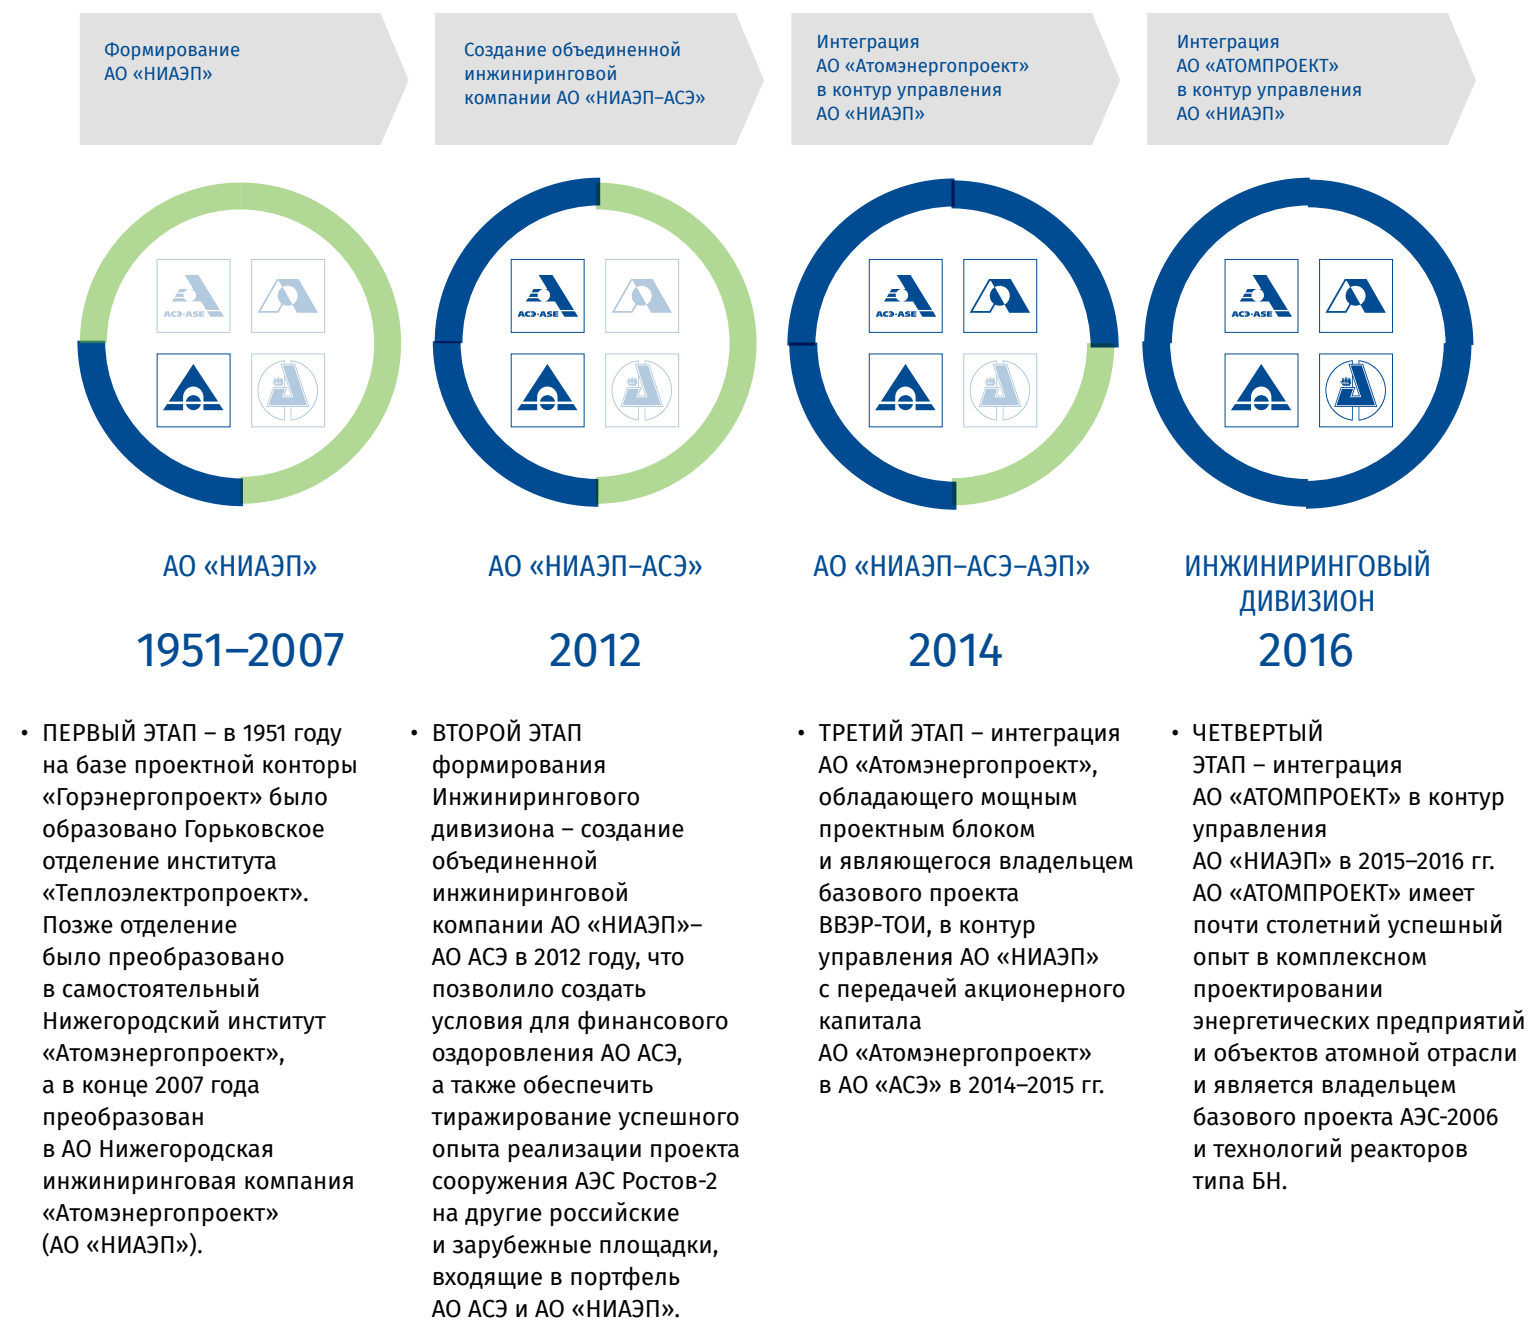 Формирование
АО «НИАЭП»
Создание объединенной
инжиниринговой
компании АО «НИАЭП–АСЭ»
Интеграция
АО «Атомэнергопроект»
в контур управления
АО «НИАЭП»
Интеграция
АО «АТОМПРОЕКТ»
в контур управления
АО «НИАЭП»
АСЭ-ASE
АСЭ-ASE
АСЭ-ASE
АСЭ-ASE
АО «НИАЭП»
1951–2007
АО «НИАЭП–АСЭ»
2012
АО «НИАЭП–АСЭ–АЭП»
2014
ИНЖИНИРИНГОВЫЙ
ДИВИЗИОН
2016
• ПЕРВЫЙ ЭТАП – в 1951 году
на базе проектной конторы
«Горэнергопроект» было
образовано Горьковское
отделение института
«Теплоэлектропроект».
Позже отделение
было преобразовано
в самостоятельный
Нижегородский институт
«Атомэнергопроект»,
а в конце 2007 года
преобразован
в АО Нижегородская
инжиниринговая компания
«Атомэнергопроект»
(АО «НИАЭП»).
• ВТОРОЙ ЭТАП
формирования
Инжинирингового
дивизиона – создание
объединенной
инжиниринговой
компании АО «НИАЭП»–
АО АСЭ в 2012 году, что
позволило создать
условия для финансового
оздоровления АО АСЭ,
а также обеспечить
тиражирование успешного
опыта реализации проекта
сооружения АЭС Ростов-2
на другие российские
и зарубежные площадки,
входящие в портфель
АО АСЭ и АО «НИАЭП».
• ТРЕТИЙ ЭТАП – интеграция
АО «Атомэнергопроект»,
обладающего мощным
проектным блоком
и являющегося владельцем
базового проекта
ВВЭР-ТОИ, в контур
управления АО «НИАЭП»
с передачей акционерного
капитала
АО «Атомэнергопроект»
в АО «АСЭ» в 2014–2015 гг.
• ЧЕТВЕРТЫЙ
ЭТАП – интеграция
АО «АТОМПРОЕКТ» в контур
управления
АО «НИАЭП» в 2015–2016 гг.
АО «АТОМПРОЕКТ» имеет
почти столетний успешный
опыт в комплексном
проектировании
энергетических предприятий
и объектов атомной отрасли
и является владельцем
базового проекта АЭС-2006
и технологий реакторов
типа БН.